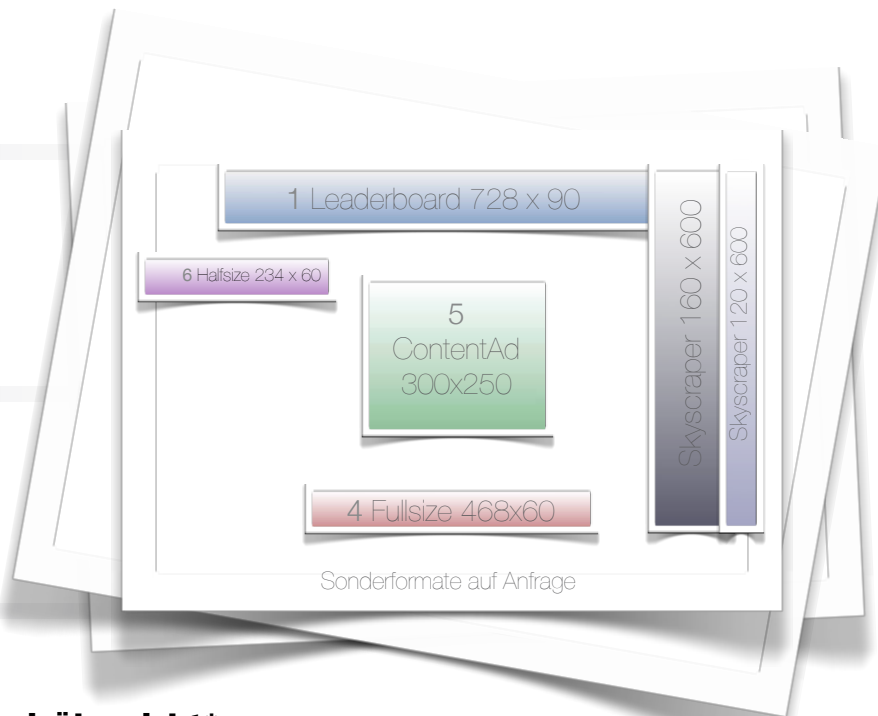 1 Leaderboard 728 x 90
6 Halfsize 234 x 60
5
ContentAd
300x250
Skyscraper 160 x 600
Skyscraper 120 x 600
4 Fullsize 468x60
Sonderformate auf Anfrage